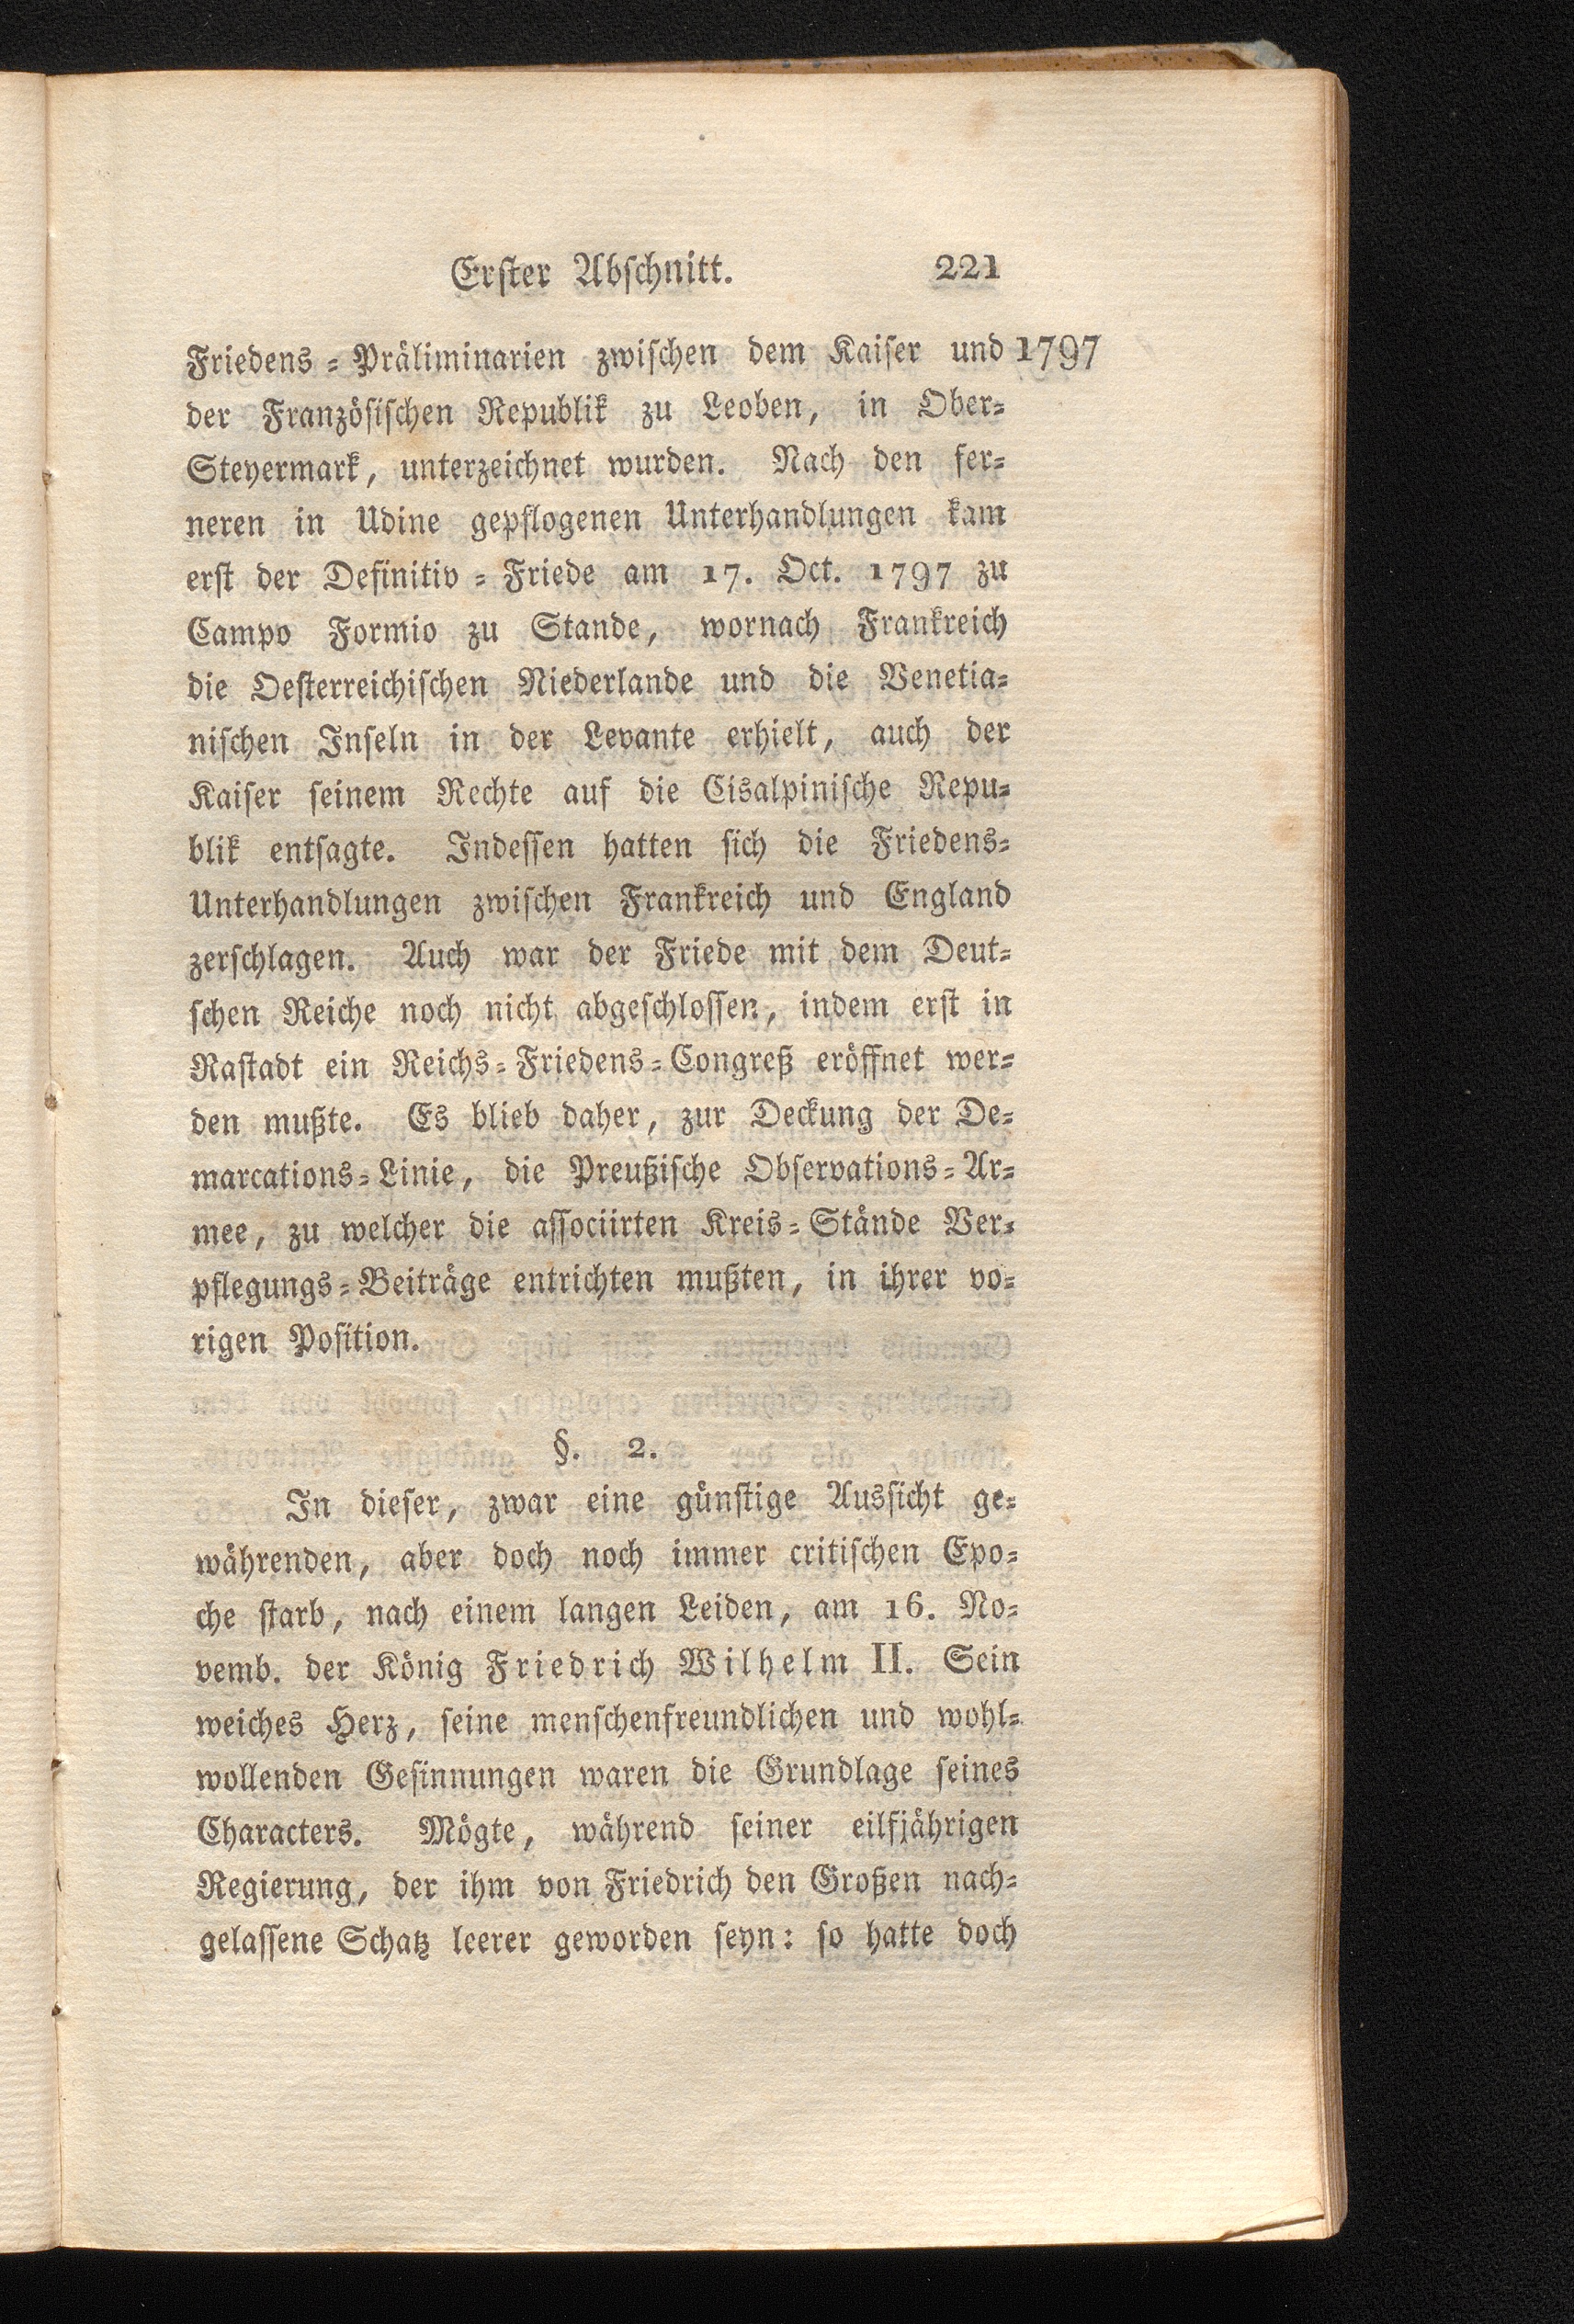 Erster Abschnitt. 221
Friedens-Präliminarien zwischen dem Kaiser und 1797
der Französischen Republik zu Leoben, in Ober-
Steyermark, unterzeichnet wurden. Nach den fer-
neren in Udine gepflogenen Unterhandlungen kam
erst der Definitiv-Friede am 17. Oct. 1797 zu
Campo Formio zu Stande, wornach Frankreich
die Oesterreichischen Niederlande und die Venetia-
nischen Inseln in der Levante erhielt, auch der
Kaiser seinem Rechte auf die Cisalpinische Repu-
blik entsagte. Indessen hatten sich die Friedens-
Unterhandlungen zwischen Frankreich und England
zerschlagen. Auch war der Friede mit dem Deut-
schen Reiche noch nicht abgeschlossen, indem erst in
Rastadt ein Reichs-Friedens-Congreß eröffnet wer-
den mußte. Es blieb daher, zur Deckung der De-
marcations-Linie, die Preußische Observations-Ar-
mee, zu welcher die associirten Kreis-Stände Ver-
pflegungs-Beiträge entrichten mußten, in ihrer vo-
rigen Position.
§. 2.
In dieser, zwar eine günstige Aussicht ge-
währenden, aber doch noch immer critischen Epo-
che starb, nach einem langen Leiden, am 16. No-
vemb. der König Friedrich Wilhelm II. Sein
weiches Herz, seine menschenfreundlichen und wohl-
wollenden Gesinnungen waren die Grundlage seines
Characters. Mögte, während seiner eilfjährigen
Regierung, der ihm von Friedrich den Großen nach-
gelassene Schatz leerer geworden seyn: so hatte doch